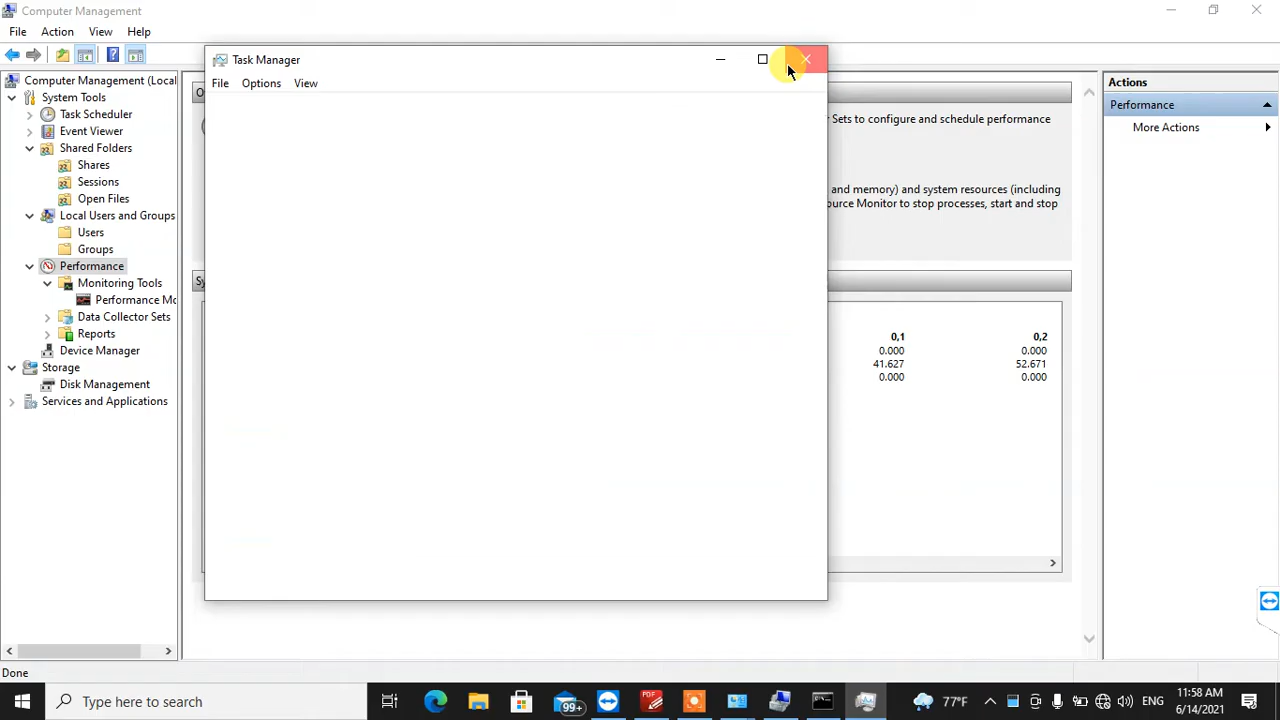 Computer Management
File Action View Help
Computer Management (Local
System Tools
Task Scheduler
Event Viewer
Shared Folders
Shares
Sessions
Open Files
Local Users and Groups
Users
Groups
Performance
Monitoring Tools
Performance Mo
Data Collector Sets
Reports
Device Manager
Storage
Disk Management
Services and Applications
Task Manager
File Options View
Sets to configure and schedule performance
and memory) and system resources (including
ource Monitor to stop processes, start and stop
0,1 0,2
0.000 0.000
41.627 52.671
0.000 0.000
Actions
Performance
More Actions
Done
Type here to search
99+
PDF
77°F
ENG
11:58 AM
6/14/2021